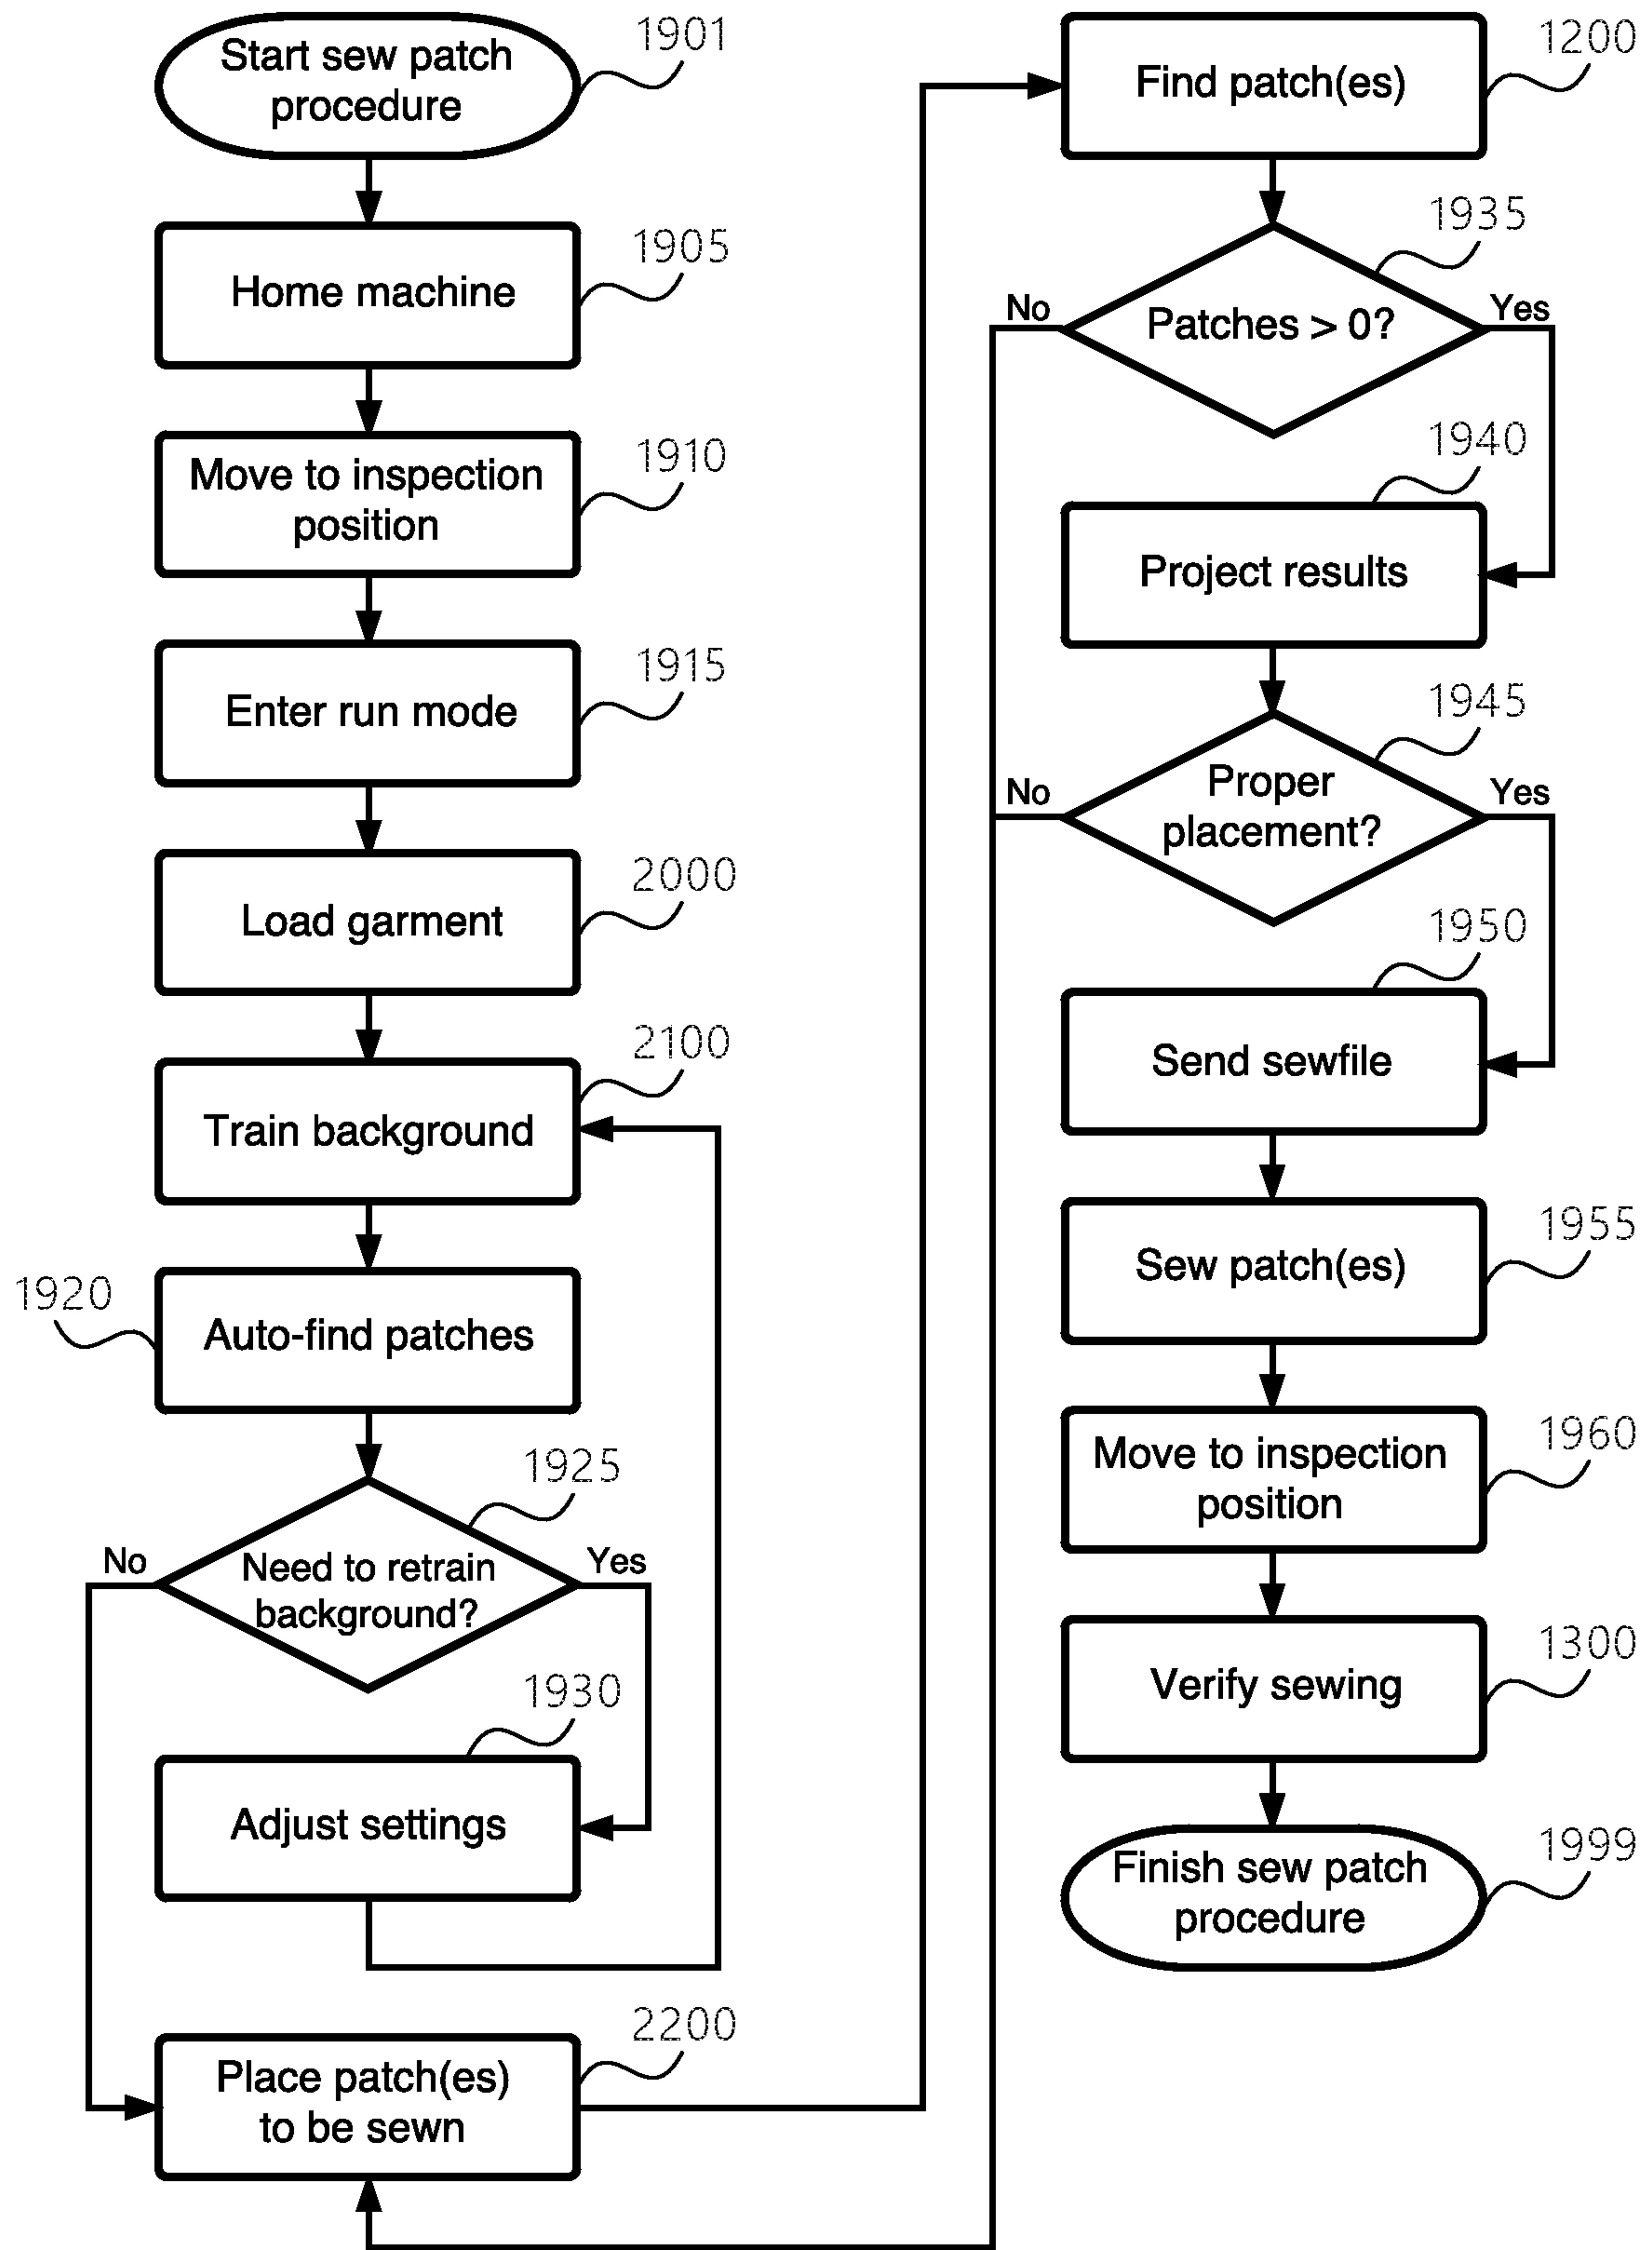 Start sew patch
procedure
1901
Home machine
1905
Move to inspection
position
1910
Enter run mode
1915
Load garment
2000
Train background
2100
Auto-find patches
1920
Need to retrain
background?
1925
No
Yes
Adjust settings
1930
Place patch(es)
to be sewn
2200
Find patch(es)
1200
Patches > 0?
1935
No
Yes
Project results
1940
Proper
placement?
1945
No
Yes
Send sewfile
1950
Sew patch(es)
1955
Move to inspection
position
1960
Verify sewing
1300
Finish sew patch
procedure
1999